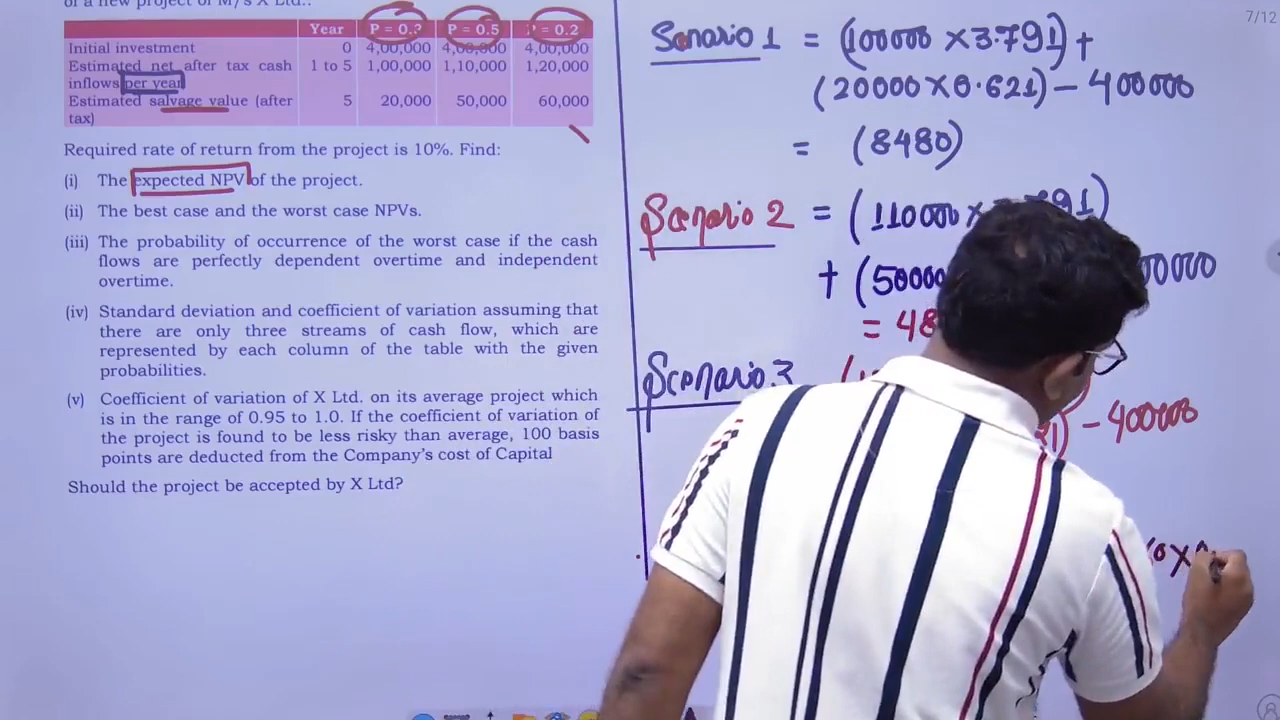 of a new project of M/s X Ltd.:
Year P = 0.3 P = 0.5 P = 0.2
Initial investment 0 4,00,000 4,00,000 4,00,000
Estimated net after tax cash inflows per year 1 to 5 1,00,000 1,10,000 1,20,000
Estimated salvage value (after tax) 5 20,000 50,000 60,000
Required rate of return from the project is 10%. Find:
(i) The expected NPV of the project.
(ii) The best case and the worst case NPVs.
(iii) The probability of occurrence of the worst case if the cash
flows are perfectly dependent overtime and independent
overtime.
(iv) Standard deviation and coefficient of variation assuming that
there are only three streams of cash flow, which are
represented by each column of the table with the given
probabilities.
(v) Coefficient of variation of X Ltd. on its average project which
is in the range of 0.95 to 1.0. If the coefficient of variation of
the project is found to be less risky than average, 100 basis
points are deducted from the Company's cost of Capital
Should the project be accepted by X Ltd?
7/12
Scnario 1 = (100000 × 3.791) +
(20000 × 0.621) - 400000
= (8480)
Scenario 2 = (110000 ×
+ (50000
= 48
Scenario 3
- 400000